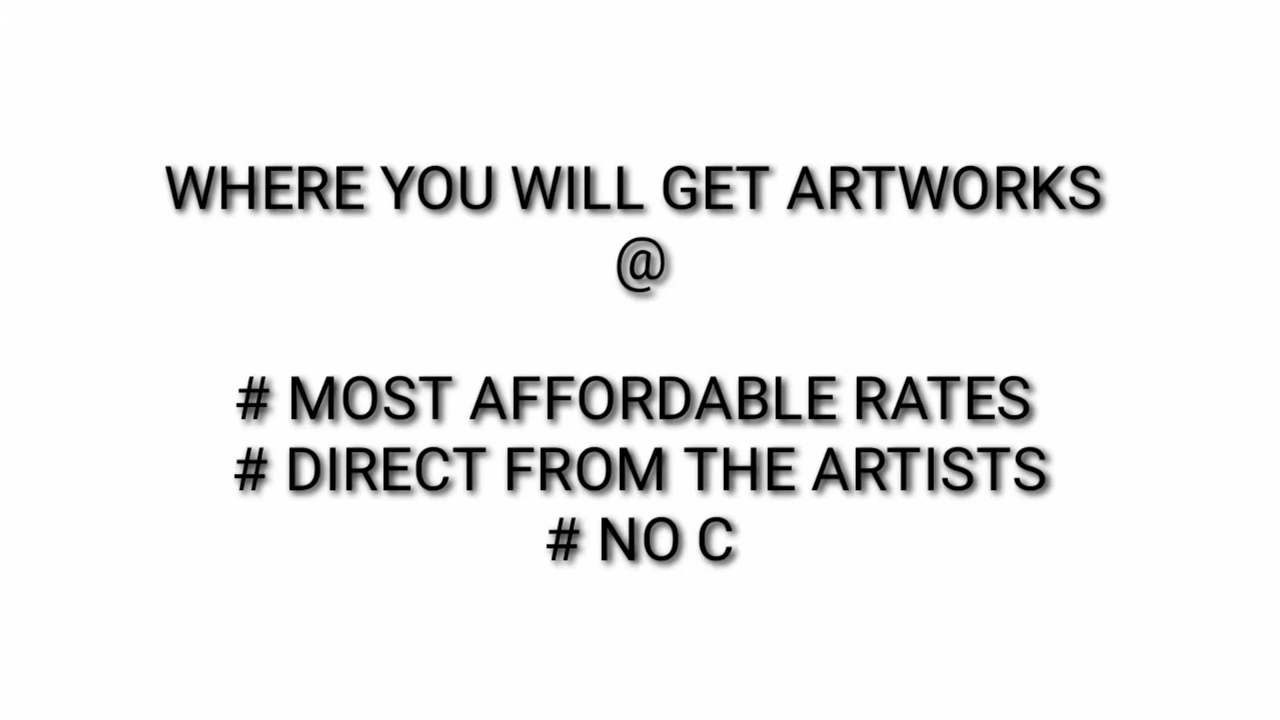 WHERE YOU WILL GET ARTWORKS
@
# MOST AFFORDABLE RATES
# DIRECT FROM THE ARTISTS
# NO C